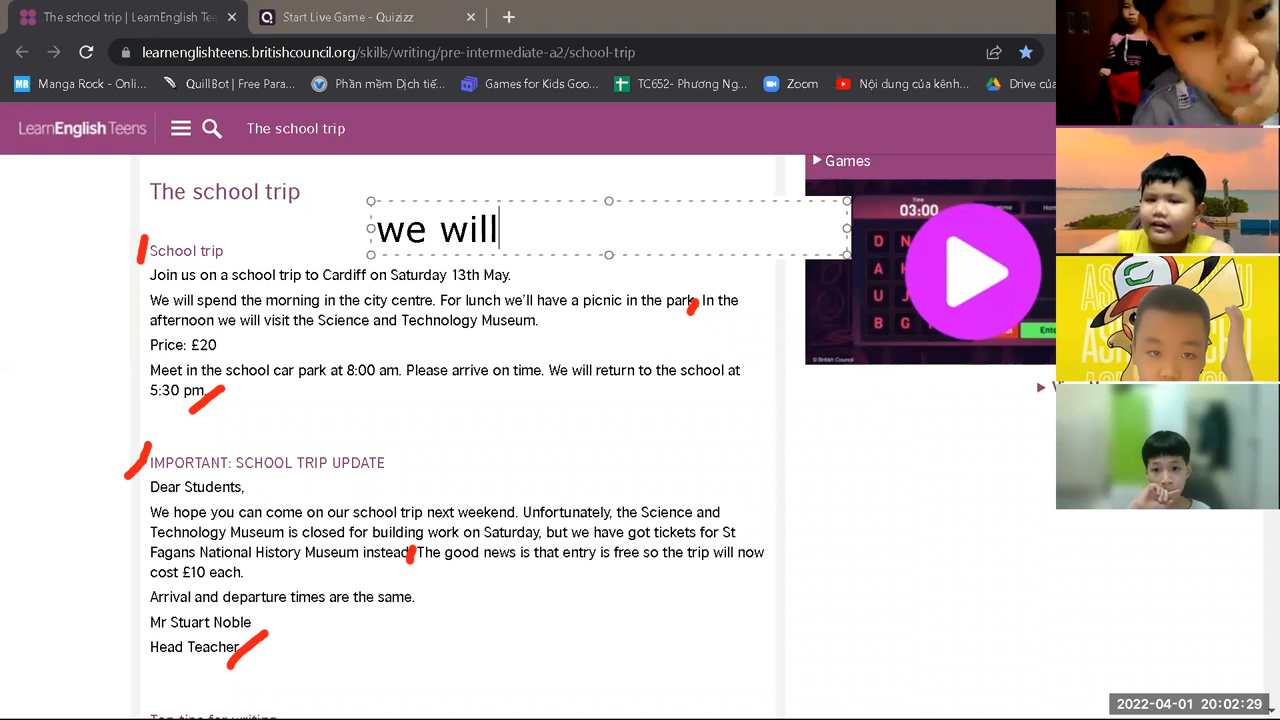 The school trip | LearnEnglish Tee
Start Live Game - Quizizz
learnenglishteens.britishcouncil.org/skills/writing/pre-intermediate-a2/school-trip
MR Manga Rock - Onli...
QuillBot | Free Para...
Phần mềm Dịch tiến...
Games for Kids Goo...
TC652- Phương Ng...
Zoom
Nội dung của kênh...
Drive của
LearnEnglish Teens
The school trip
Games
The school trip
we will
03:00
School trip
Join us on a school trip to Cardiff on Saturday 13th May.
We will spend the morning in the city centre. For lunch we'll have a picnic in the park. In the
afternoon we will visit the Science and Technology Museum.
Price: £20
Meet in the school car park at 8:00 am. Please arrive on time. We will return to the school at
5:30 pm.
© British Council
IMPORTANT: SCHOOL TRIP UPDATE
Dear Students,
We hope you can come on our school trip next weekend. Unfortunately, the Science and
Technology Museum is closed for building work on Saturday, but we have got tickets for St
Fagans National History Museum instead. The good news is that entry is free so the trip will now
cost £10 each.
Arrival and departure times are the same.
Mr Stuart Noble
Head Teacher
Top tips for writing
2022-04-01 20:02:29